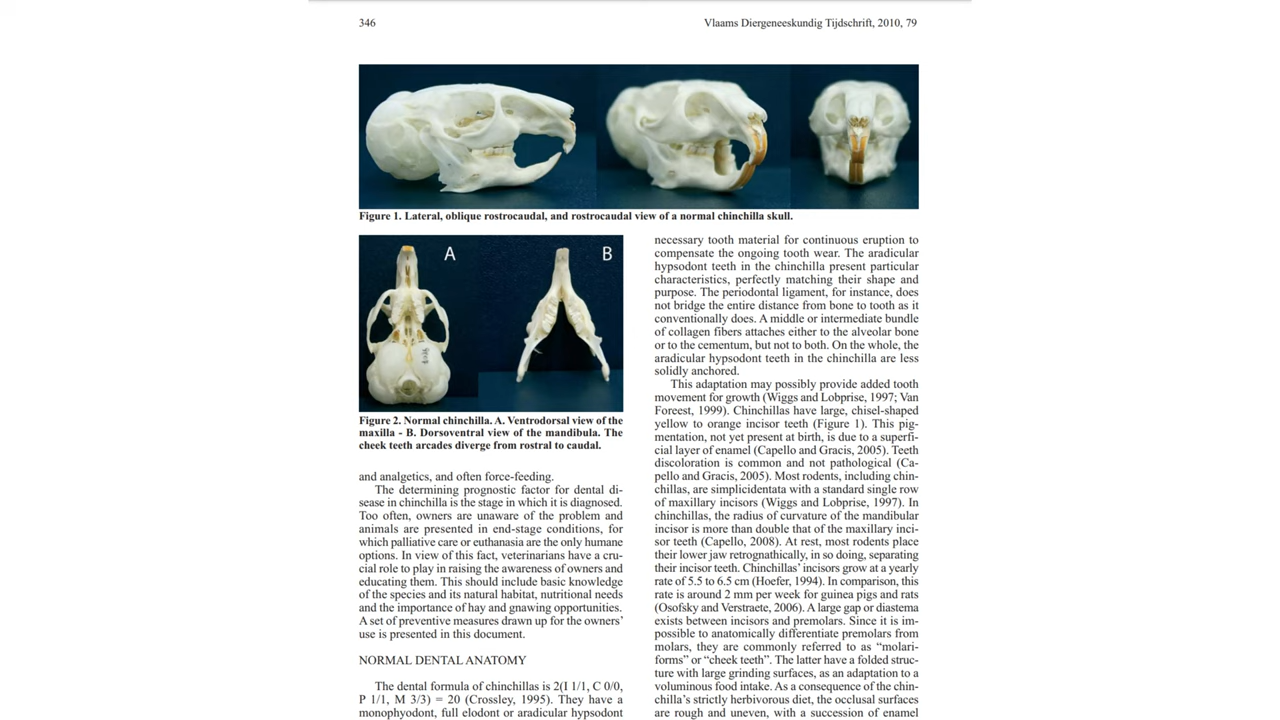 346
Vlaams Diergeneeskundig Tijdschrift, 2010, 79
Figure 1. Lateral, oblique rostrocaudal, and rostrocaudal view of a normal chinchilla skull.
A
B
Figure 2. Normal chinchilla. A. Ventrodorsal view of the
maxilla - B. Dorsoventral view of the mandibula. The
cheek teeth arcades diverge from rostral to caudal.
and analgetics, and often force-feeding.
The determining prognostic factor for dental di-
sease in chinchilla is the stage in which it is diagnosed.
Too often, owners are unaware of the problem and
animals are presented in end-stage conditions, for
which palliative care or euthanasia are the only humane
options. In view of this fact, veterinarians have a cru-
cial role to play in raising the awareness of owners and
educating them. This should include basic knowledge
of the species and its natural habitat, nutritional needs
and the importance of hay and gnawing opportunities.
A set of preventive measures drawn up for the owners’
use is presented in this document.
NORMAL DENTAL ANATOMY
The dental formula of chinchillas is 2(I 1/1, C 0/0,
P 1/1, M 3/3) = 20 (Crossley, 1995). They have a
monophyodont, full elodont or aradicular hypsodont
necessary tooth material for continuous eruption to
compensate the ongoing tooth wear. The aradicular
hypsodont teeth in the chinchilla present particular
characteristics, perfectly matching their shape and
purpose. The periodontal ligament, for instance, does
not bridge the entire distance from bone to tooth as it
conventionally does. A middle or intermediate bundle
of collagen fibers attaches either to the alveolar bone
or to the cementum, but not to both. On the whole, the
aradicular hypsodont teeth in the chinchilla are less
solidly anchored.
This adaptation may possibly provide added tooth
movement for growth (Wiggs and Lobprise, 1997; Van
Foreest, 1999). Chinchillas have large, chisel-shaped
yellow to orange incisor teeth (Figure 1). This pig-
mentation, not yet present at birth, is due to a superfi-
cial layer of enamel (Capello and Gracis, 2005). Teeth
discoloration is common and not pathological (Ca-
pello and Gracis, 2005). Most rodents, including chin-
chillas, are simplicidentata with a standard single row
of maxillary incisors (Wiggs and Lobprise, 1997). In
chinchillas, the radius of curvature of the mandibular
incisor is more than double that of the maxillary inci-
sor teeth (Capello, 2008). At rest, most rodents place
their lower jaw retrognathically, in so doing, separating
their incisor teeth. Chinchillas’ incisors grow at a yearly
rate of 5.5 to 6.5 cm (Hoefer, 1994). In comparison, this
rate is around 2 mm per week for guinea pigs and rats
(Osofsky and Verstraete, 2006). A large gap or diastema
exists between incisors and premolars. Since it is im-
possible to anatomically differentiate premolars from
molars, they are commonly referred to as “molari-
forms” or “cheek teeth”. The latter have a folded struc-
ture with large grinding surfaces, as an adaptation to a
voluminous food intake. As a consequence of the chin-
chilla’s strictly herbivorous diet, the occlusal surfaces
are rough and uneven, with a succession of enamel